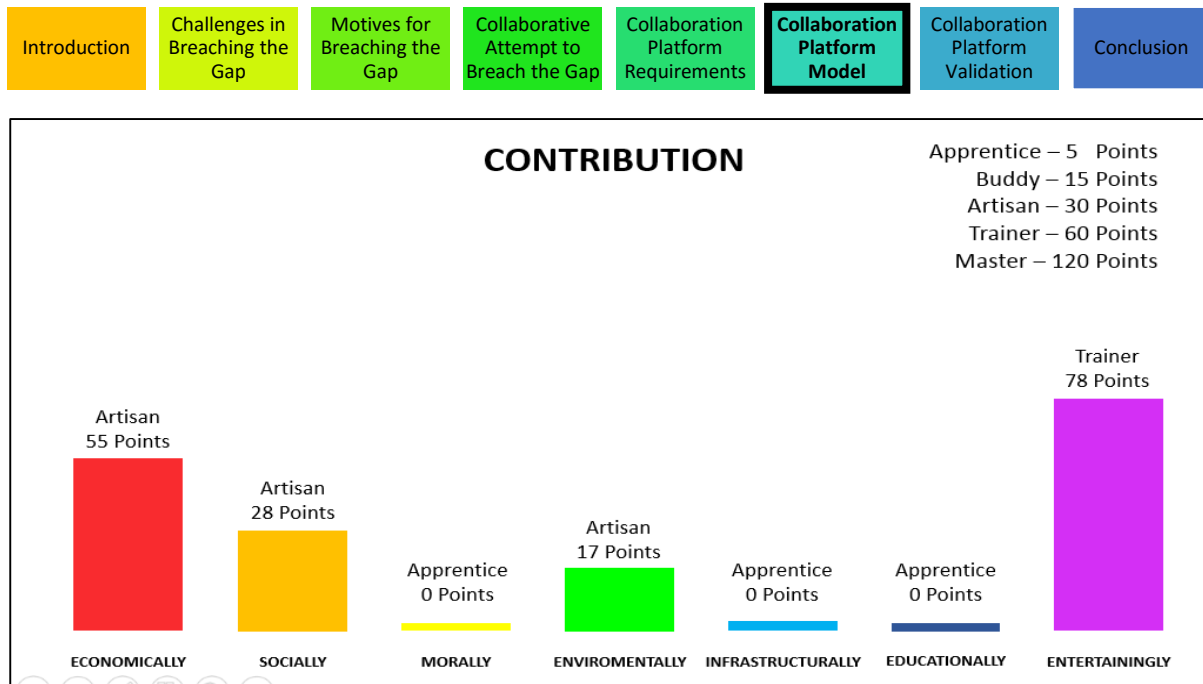 Introduction
Challenges in
Breaching the
Gap
Motives for
Breaching the
Gap
Collaborative
Attempt to
Breach the Gap
Collaboration
Platform
Requirements
Collaboration
Platform
Model
Collaboration
Platform
Validation
Conclusion
CONTRIBUTION
Apprentice – 5 Points
Buddy – 15 Points
Artisan – 30 Points
Trainer – 60 Points
Master – 120 Points
Artisan
55 Points
Artisan
28 Points
Apprentice
0 Points
Artisan
17 Points
Apprentice
0 Points
Apprentice
0 Points
Trainer
78 Points
ECONOMICALLY
SOCIALLY
MORALLY
ENVIROMENTALLY
INFRASTRUCTURALLY
EDUCATIONALLY
ENTERTAININGLY